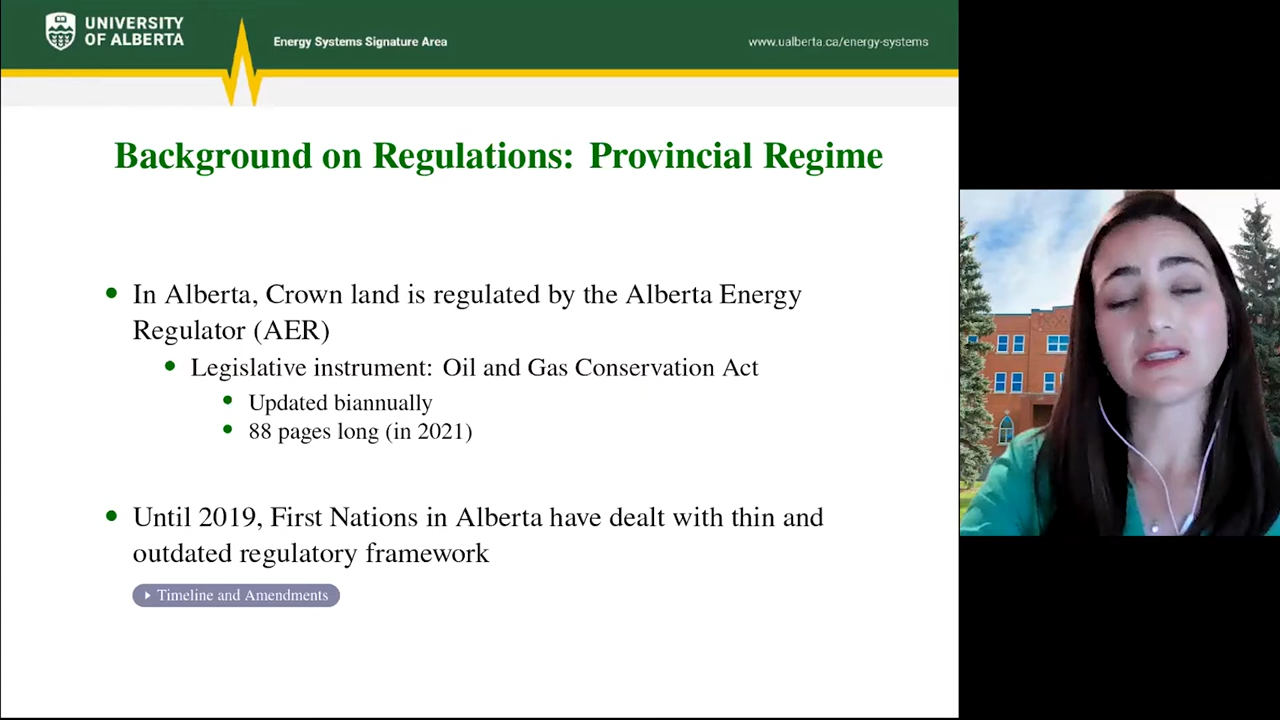 UNIVERSITY
OF ALBERTA
Energy Systems Signature Area
www.ualberta.ca/energy-systems
Background on Regulations: Provincial Regime
In Alberta, Crown land is regulated by the Alberta Energy
Regulator (AER)
Legislative instrument: Oil and Gas Conservation Act
Updated biannually
88 pages long (in 2021)
Until 2019, First Nations in Alberta have dealt with thin and
outdated regulatory framework
Timeline and Amendments